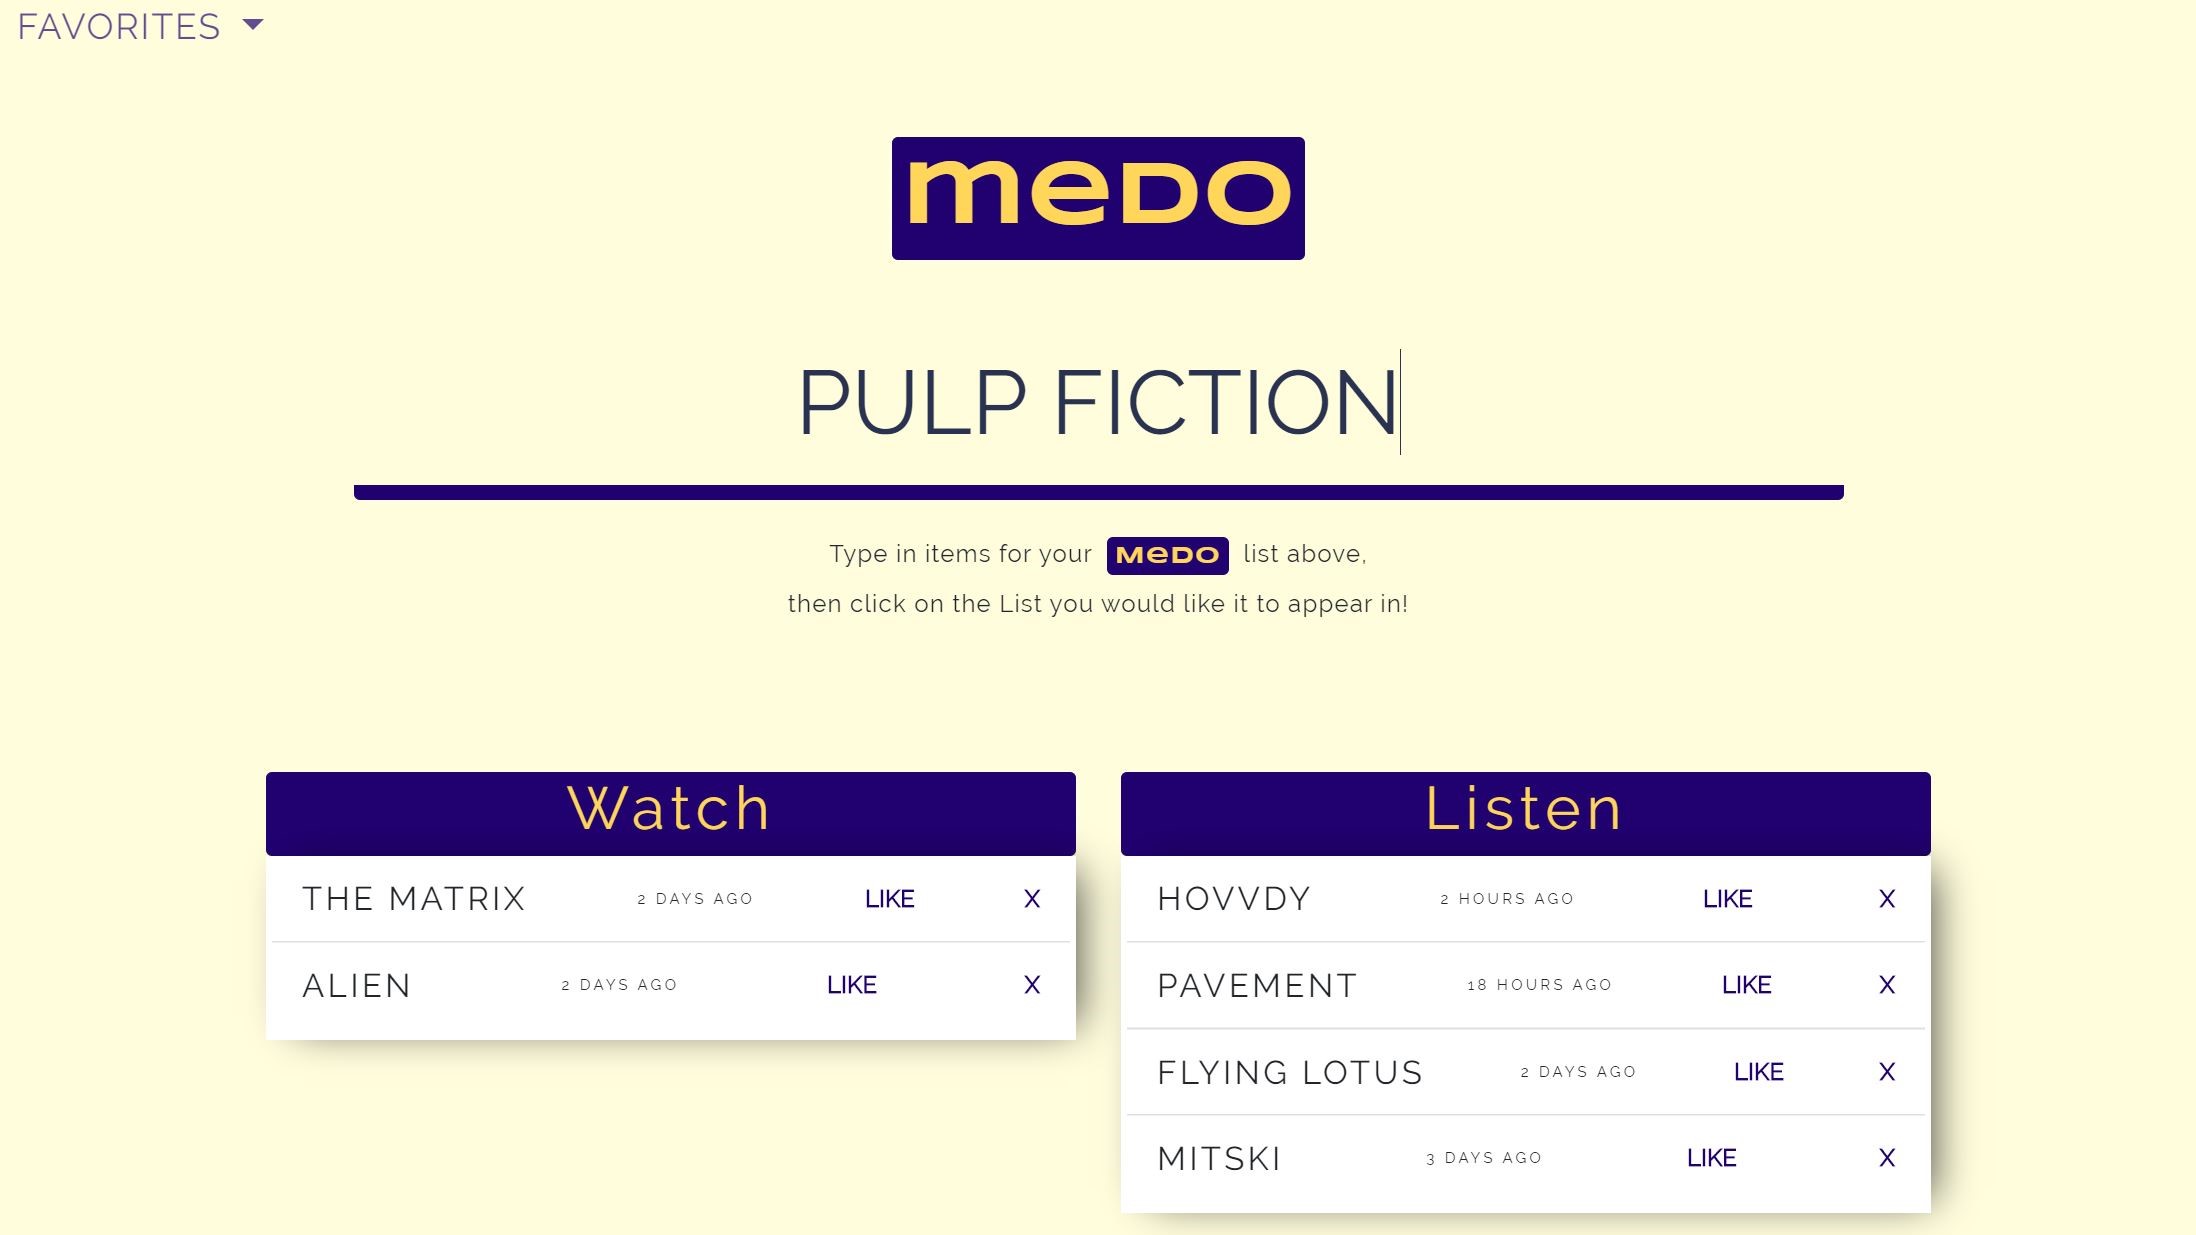 FAVORITES
meDO
PULP FICTION
Type in items for your MeDO list above,
then click on the List you would like it to appear in!
Watch
THE MATRIX 2 DAYS AGO LIKE X
ALIEN 2 DAYS AGO LIKE X
Listen
HOVVDY 2 HOURS AGO LIKE X
PAVEMENT 18 HOURS AGO LIKE X
FLYING LOTUS 2 DAYS AGO LIKE X
MITSKI 3 DAYS AGO LIKE X